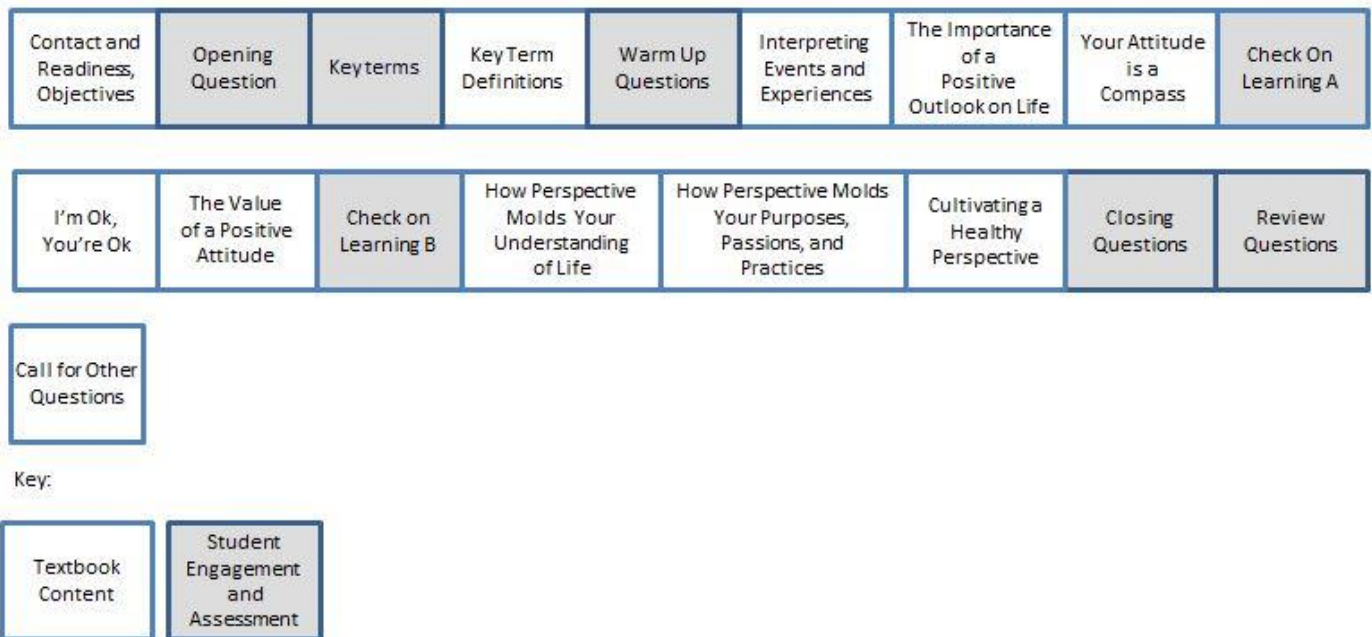 Contact and
Readiness,
Objectives
Opening
Question
Key terms
Key Term
Definitions
Warm Up
Questions
Interpreting
Events and
Experiences
The Importance
of a
Positive
Outlook on Life
Your Attitude
is a
Compass
Check On
Learning A
I'm Ok,
You're Ok
The Value
of a Positive
Attitude
Check on
Learning B
How Perspective
Molds Your
Understanding
of Life
How Perspective Molds
Your Purposes,
Passions, and
Practices
Cultivating a
Healthy
Perspective
Closing
Questions
Review
Questions
Call for Other
Questions
Key:
Textbook
Content
Student
Engagement
and
Assessment